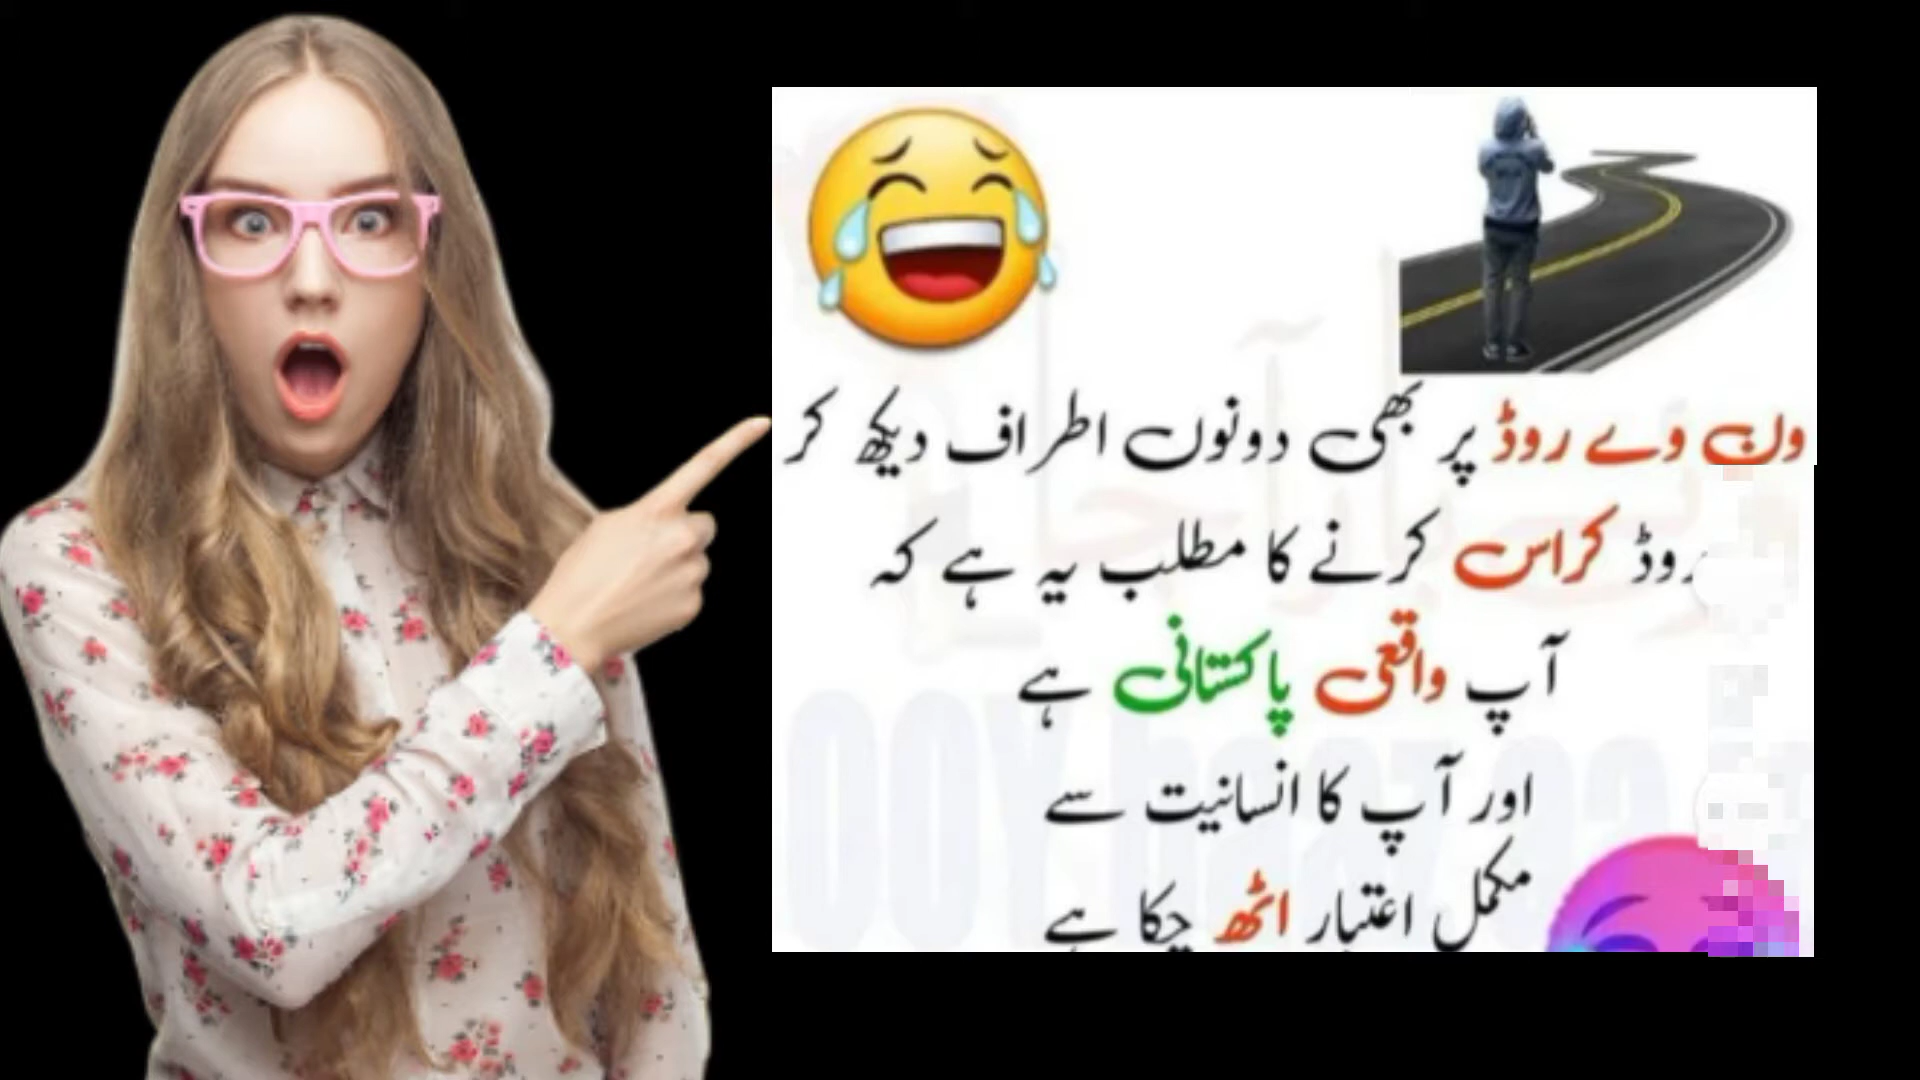 ون وے روڈ پر بھی دونوں اطراف دیکھ کر
روڈ کراس کرنے کا مطلب یہ ہے کہ
آپ واقعی پاکستانی ہے
اور آپ کا انسانیت سے
مکمل اعتبار اٹھ چکا ہے